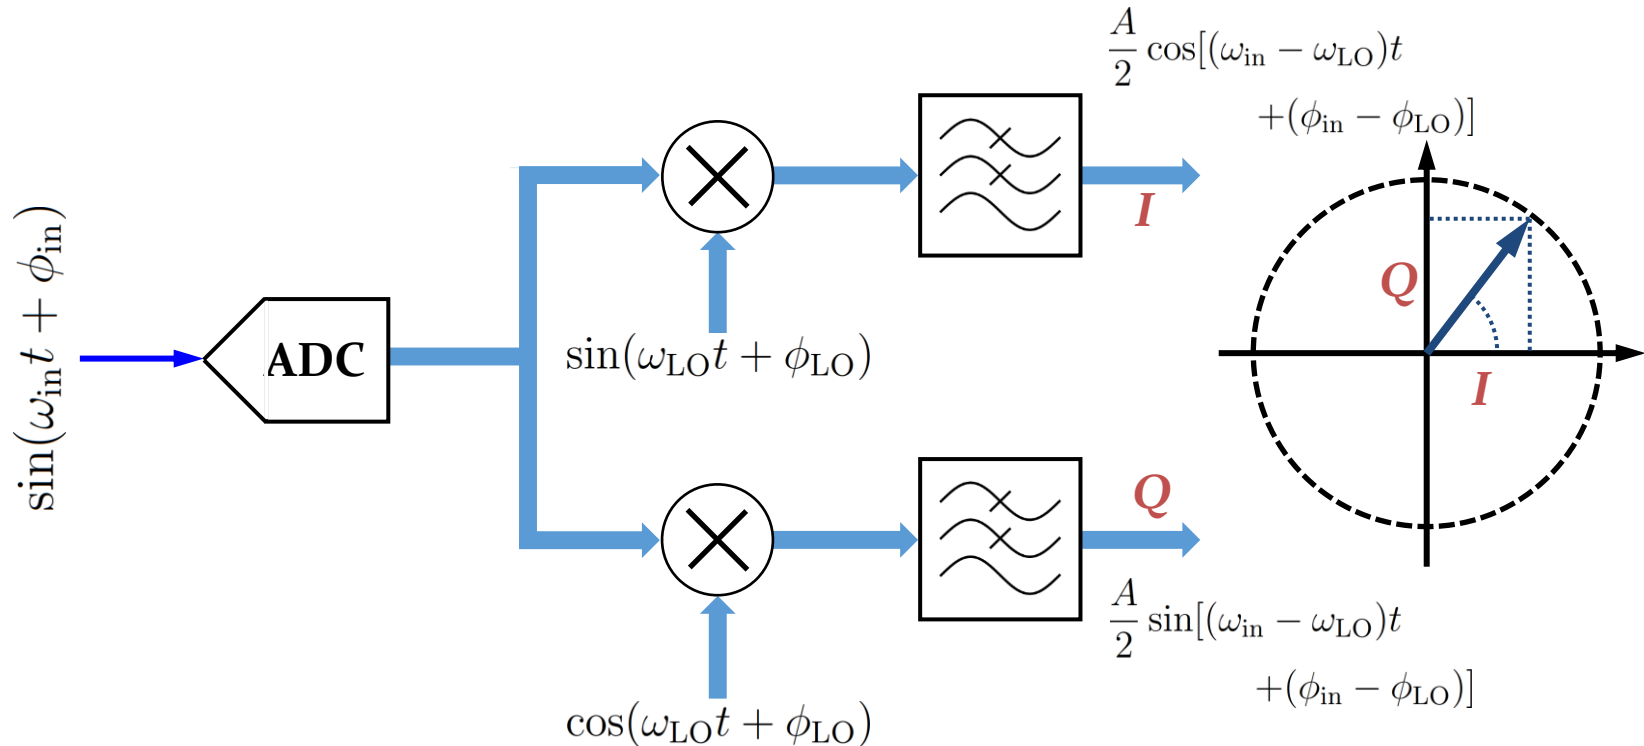 sin(ω_in t + ϕ_in)
ADC
sin(ω_LO t + ϕ_LO)
cos(ω_LO t + ϕ_LO)
A/2 cos[(ω_in − ω_LO)t
+(ϕ_in − ϕ_LO)]
I
Q
A/2 sin[(ω_in − ω_LO)t
+(ϕ_in − ϕ_LO)]
Q
I